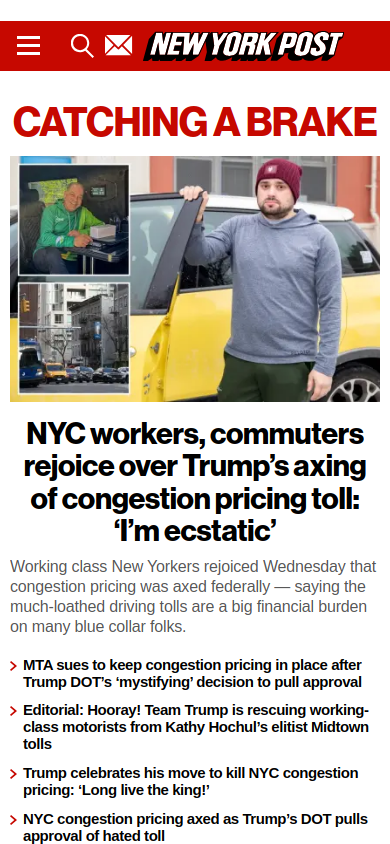 NEW YORK POST
CATCHING A BRAKE
NYC workers, commuters
rejoice over Trump’s axing
of congestion pricing toll:
‘I’m ecstatic’
Working class New Yorkers rejoiced Wednesday that
congestion pricing was axed federally — saying the
much-loathed driving tolls are a big financial burden
on many blue collar folks.
MTA sues to keep congestion pricing in place after
Trump DOT’s ‘mystifying’ decision to pull approval
Editorial: Hooray! Team Trump is rescuing working-
class motorists from Kathy Hochul’s elitist Midtown
tolls
Trump celebrates his move to kill NYC congestion
pricing: ‘Long live the king!’
NYC congestion pricing axed as Trump’s DOT pulls
approval of hated toll